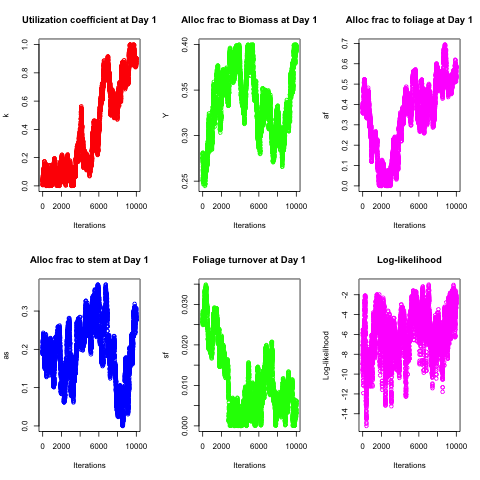 Utilization coefficient at Day 1
Alloc frac to Biomass at Day 1
Alloc frac to foliage at Day 1
k
0.0 0.2 0.4 0.6 0.8 1.0
0 2000 6000 10000
Iterations
Y
0.25 0.30 0.35 0.40
0 2000 6000 10000
Iterations
af
0.0 0.1 0.2 0.3 0.4 0.5 0.6 0.7
0 2000 6000 10000
Iterations
Alloc frac to stem at Day 1
Foliage turnover at Day 1
Log-likelihood
as
0.0 0.1 0.2 0.3
0 2000 6000 10000
Iterations
sf
0.000 0.010 0.020 0.030
0 2000 6000 10000
Iterations
Log-likelihood
-14 -12 -10 -8 -6 -4 -2
0 2000 6000 10000
Iterations